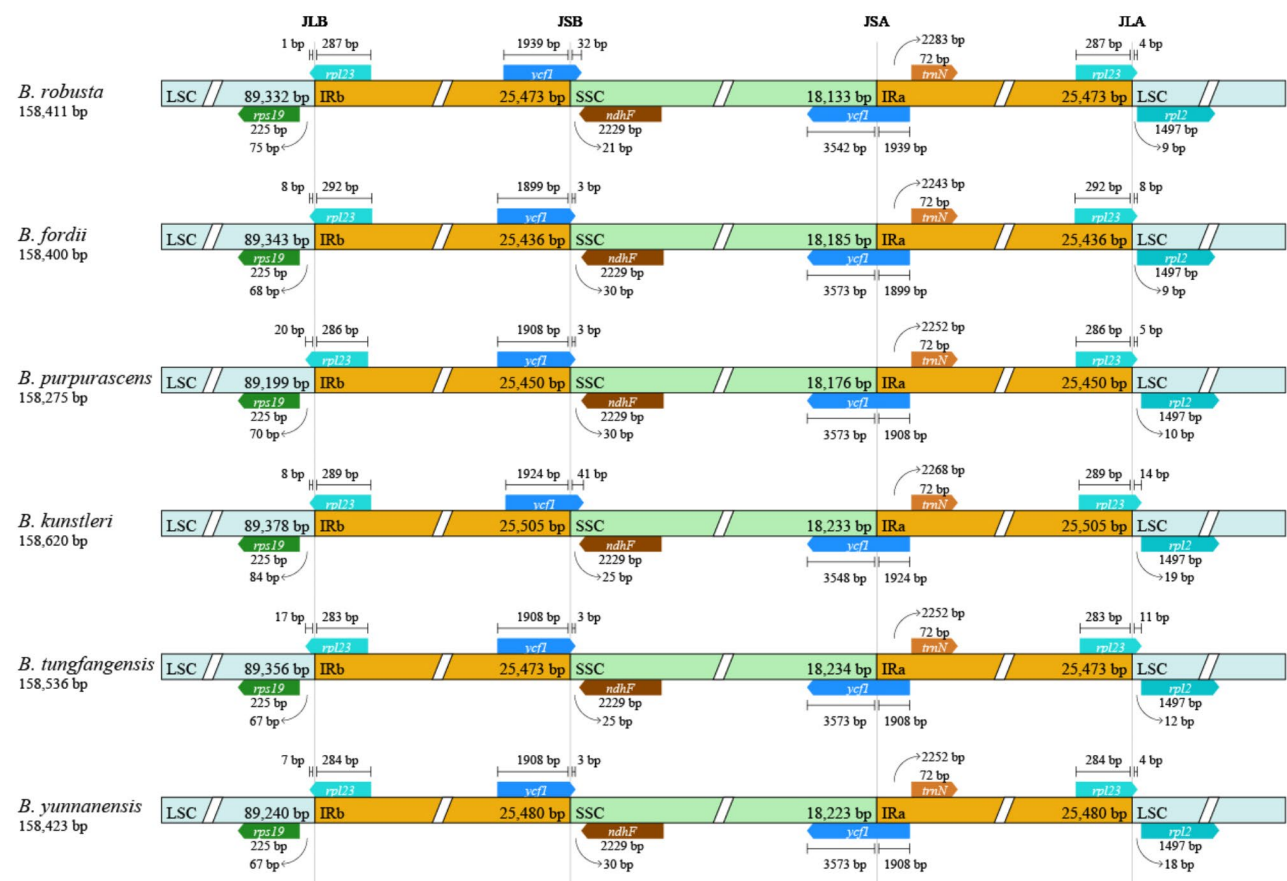 JLB JSB JSA JLA
1 bp 287 bp 1939 bp 32 bp 2283 bp 287 bp 4 bp
72 bp
rpl23 ycf1 trnN rpl23
B. robusta LSC 89,332 bp IRb 25,473 bp SSC 18,133 bp IRa 25,473 bp LSC
158,411 bp rps19 ndhF ycf1 rpl2
225 bp 2229 bp 1497 bp
75 bp 21 bp 3542 bp 1939 bp 9 bp
8 bp 292 bp 1899 bp 3 bp 2243 bp 292 bp 8 bp
72 bp
rpl23 ycf1 trnN rpl23
B. fordii LSC 89,343 bp IRb 25,436 bp SSC 18,185 bp IRa 25,436 bp LSC
158,400 bp rps19 ndhF ycf1 rpl2
225 bp 2229 bp 1497 bp
68 bp 30 bp 3573 bp 1899 bp 9 bp
20 bp 286 bp 1908 bp 3 bp 2252 bp 286 bp 5 bp
72 bp
rpl23 ycf1 trnN rpl23
B. purpurascens LSC 89,199 bp IRb 25,450 bp SSC 18,176 bp IRa 25,450 bp LSC
158,275 bp rps19 ndhF ycf1 rpl2
225 bp 2229 bp 1497 bp
70 bp 30 bp 3573 bp 1908 bp 10 bp
8 bp 289 bp 1924 bp 41 bp 2268 bp 289 bp 14 bp
72 bp
rpl23 ycf1 trnN rpl23
B. kunstleri LSC 89,378 bp IRb 25,505 bp SSC 18,233 bp IRa 25,505 bp LSC
158,620 bp rps19 ndhF ycf1 rpl2
225 bp 2229 bp 1497 bp
84 bp 25 bp 3548 bp 1924 bp 19 bp
17 bp 283 bp 1908 bp 3 bp 2252 bp 283 bp 11 bp
72 bp
rpl23 ycf1 trnN rpl23
B. tungfangensis LSC 89,356 bp IRb 25,473 bp SSC 18,234 bp IRa 25,473 bp LSC
158,536 bp rps19 ndhF ycf1 rpl2
225 bp 2229 bp 1497 bp
67 bp 25 bp 3573 bp 1908 bp 12 bp
7 bp 284 bp 1908 bp 3 bp 2252 bp 284 bp 4 bp
72 bp
rpl23 ycf1 trnN rpl23
B. yunnanensis LSC 89,240 bp IRb 25,480 bp SSC 18,223 bp IRa 25,480 bp LSC
158,423 bp rps19 ndhF ycf1 rpl2
225 bp 2229 bp 1497 bp
67 bp 30 bp 3573 bp 1908 bp 18 bp